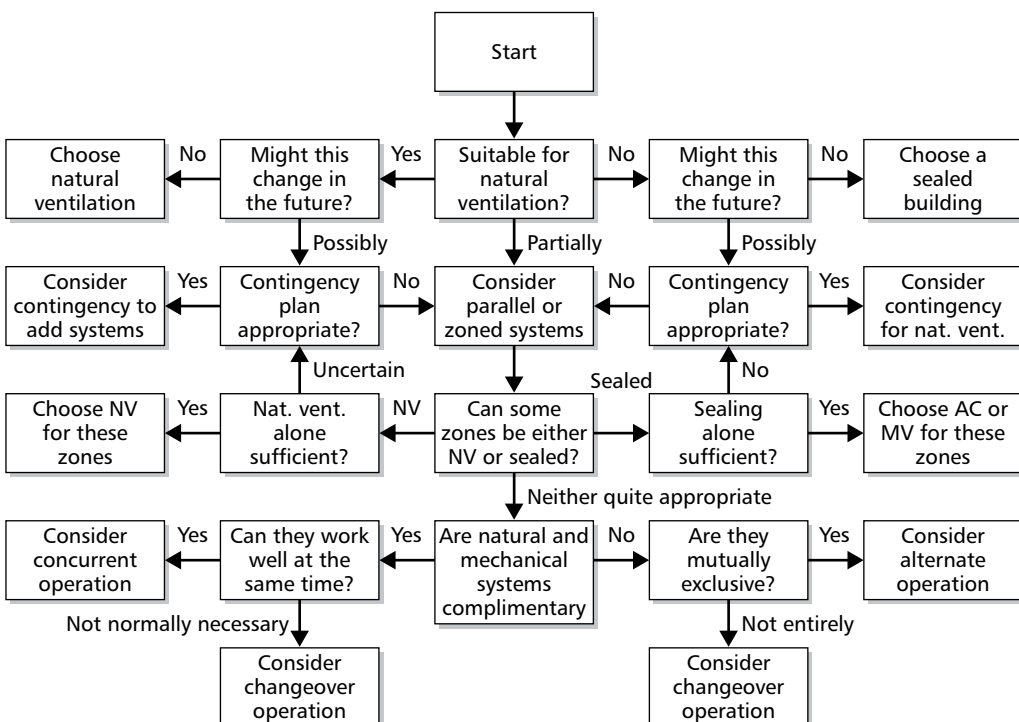 Start
Choose
natural
ventilation
No
Might this
change in
the future?
Yes
Suitable for
natural
ventilation?
No
Might this
change in
the future?
No
Choose a
sealed
building
Possibly
Partially
Possibly
Consider
contingency to
add systems
Yes
Contingency
plan
appropriate?
No
Consider
parallel or
zoned systems
No
Contingency
plan
appropriate?
Yes
Consider
contingency
for nat. vent.
Uncertain
Sealed
No
Choose NV
for these
zones
Yes
Nat. vent.
alone
sufficient?
NV
Can some
zones be either
NV or sealed?
Sealing
alone
sufficient?
Yes
Choose AC or
MV for these
zones
Neither quite appropriate
Consider
concurrent
operation
Yes
Can they work
well at the
same time?
Yes
Are natural and
mechanical
systems
complimentary
No
Are they
mutually
exclusive?
Yes
Consider
alternate
operation
Not normally necessary
Not entirely
Consider
changeover
operation
Consider
changeover
operation